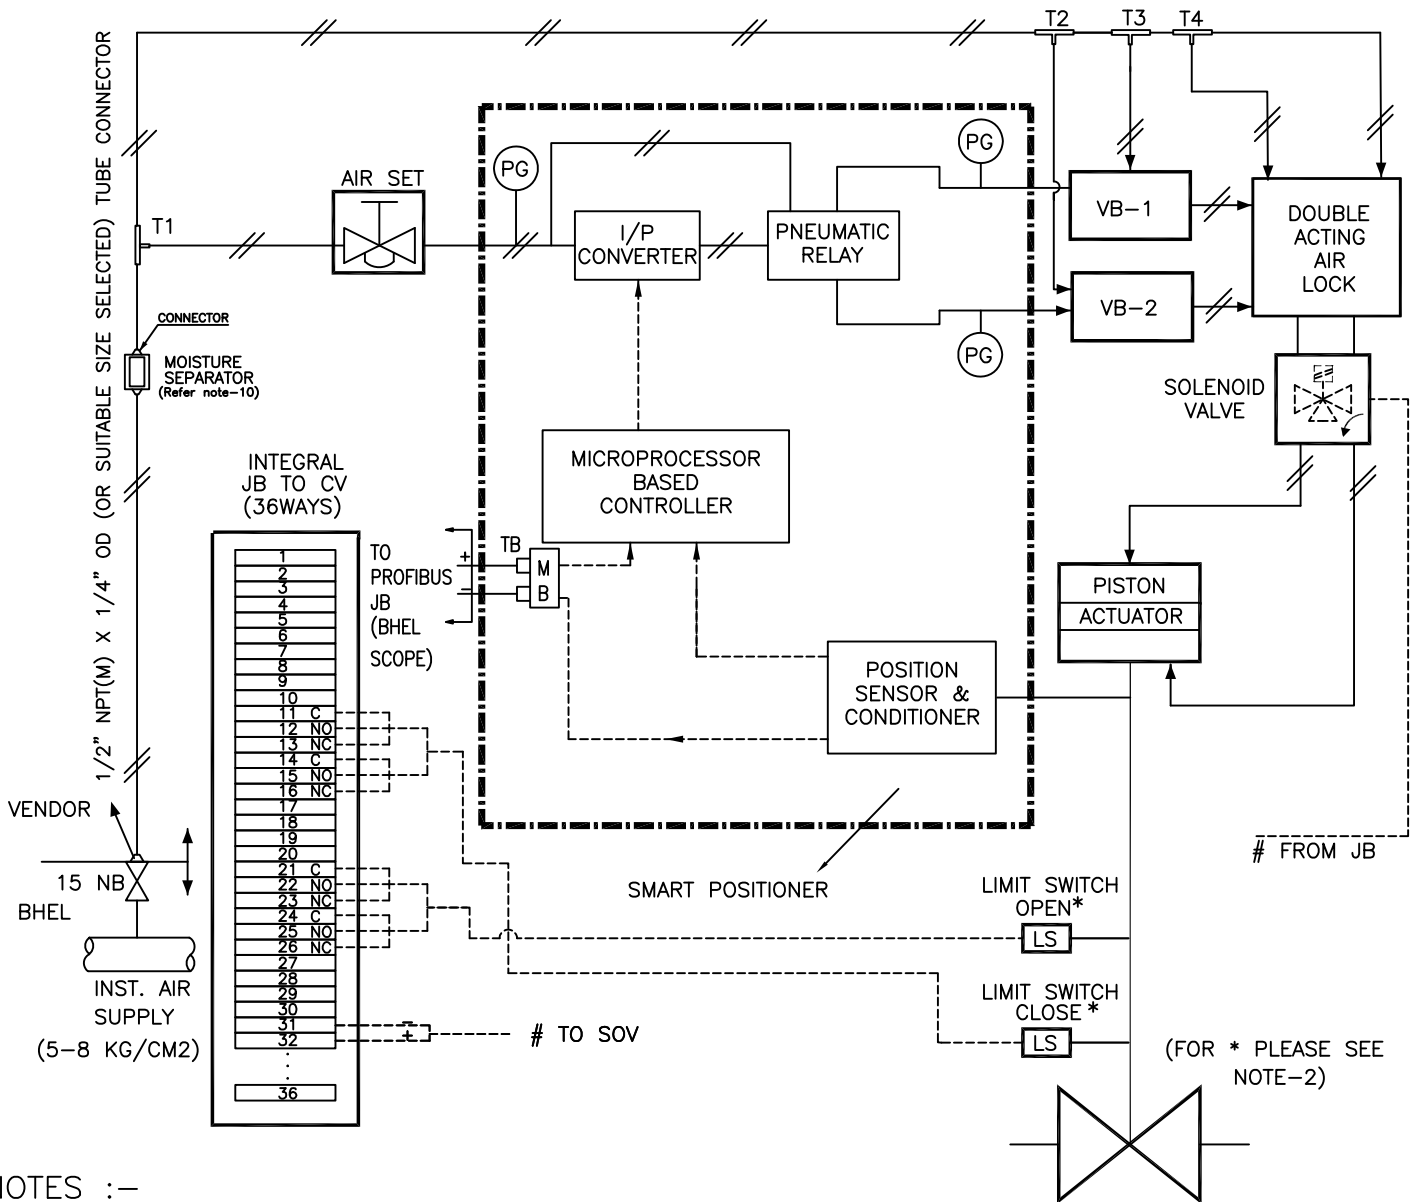 T2
T3
T4
1/2" NPT(M) X 1/4" OD (OR SUITABLE SIZE SELECTED) TUBE CONNECTOR
T1
AIR SET
PG
PG
I/P
CONVERTER
PNEUMATIC
RELAY
VB-1
VB-2
DOUBLE
ACTING
AIR
LOCK
PG
CONNECTOR
MOISTURE
SEPARATOR
(Refer note-10)
SOLENOID
VALVE
MICROPROCESSOR
BASED
CONTROLLER
INTEGRAL
JB TO CV
(36WAYS)
TO
PROFIBUS
JB
(BHEL
SCOPE)
+
-
TB
M
B
PISTON
ACTUATOR
POSITION
SENSOR &
CONDITIONER
1
2
3
4
5
6
7
8
9
10
11 C
12 NO
13 NC
14 C
15 NO
16 NC
17
18
19
20
21 C
22 NO
23 NC
24 C
25 NO
26 NC
27
28
29
30
31
32
36
-
+
# TO SOV
VENDOR
15 NB
BHEL
INST. AIR
SUPPLY
(5-8 KG/CM2)
SMART POSITIONER
# FROM JB
LIMIT SWITCH
OPEN*
LS
LIMIT SWITCH
CLOSE*
LS
(FOR * PLEASE SEE
NOTE-2)
NOTES :-